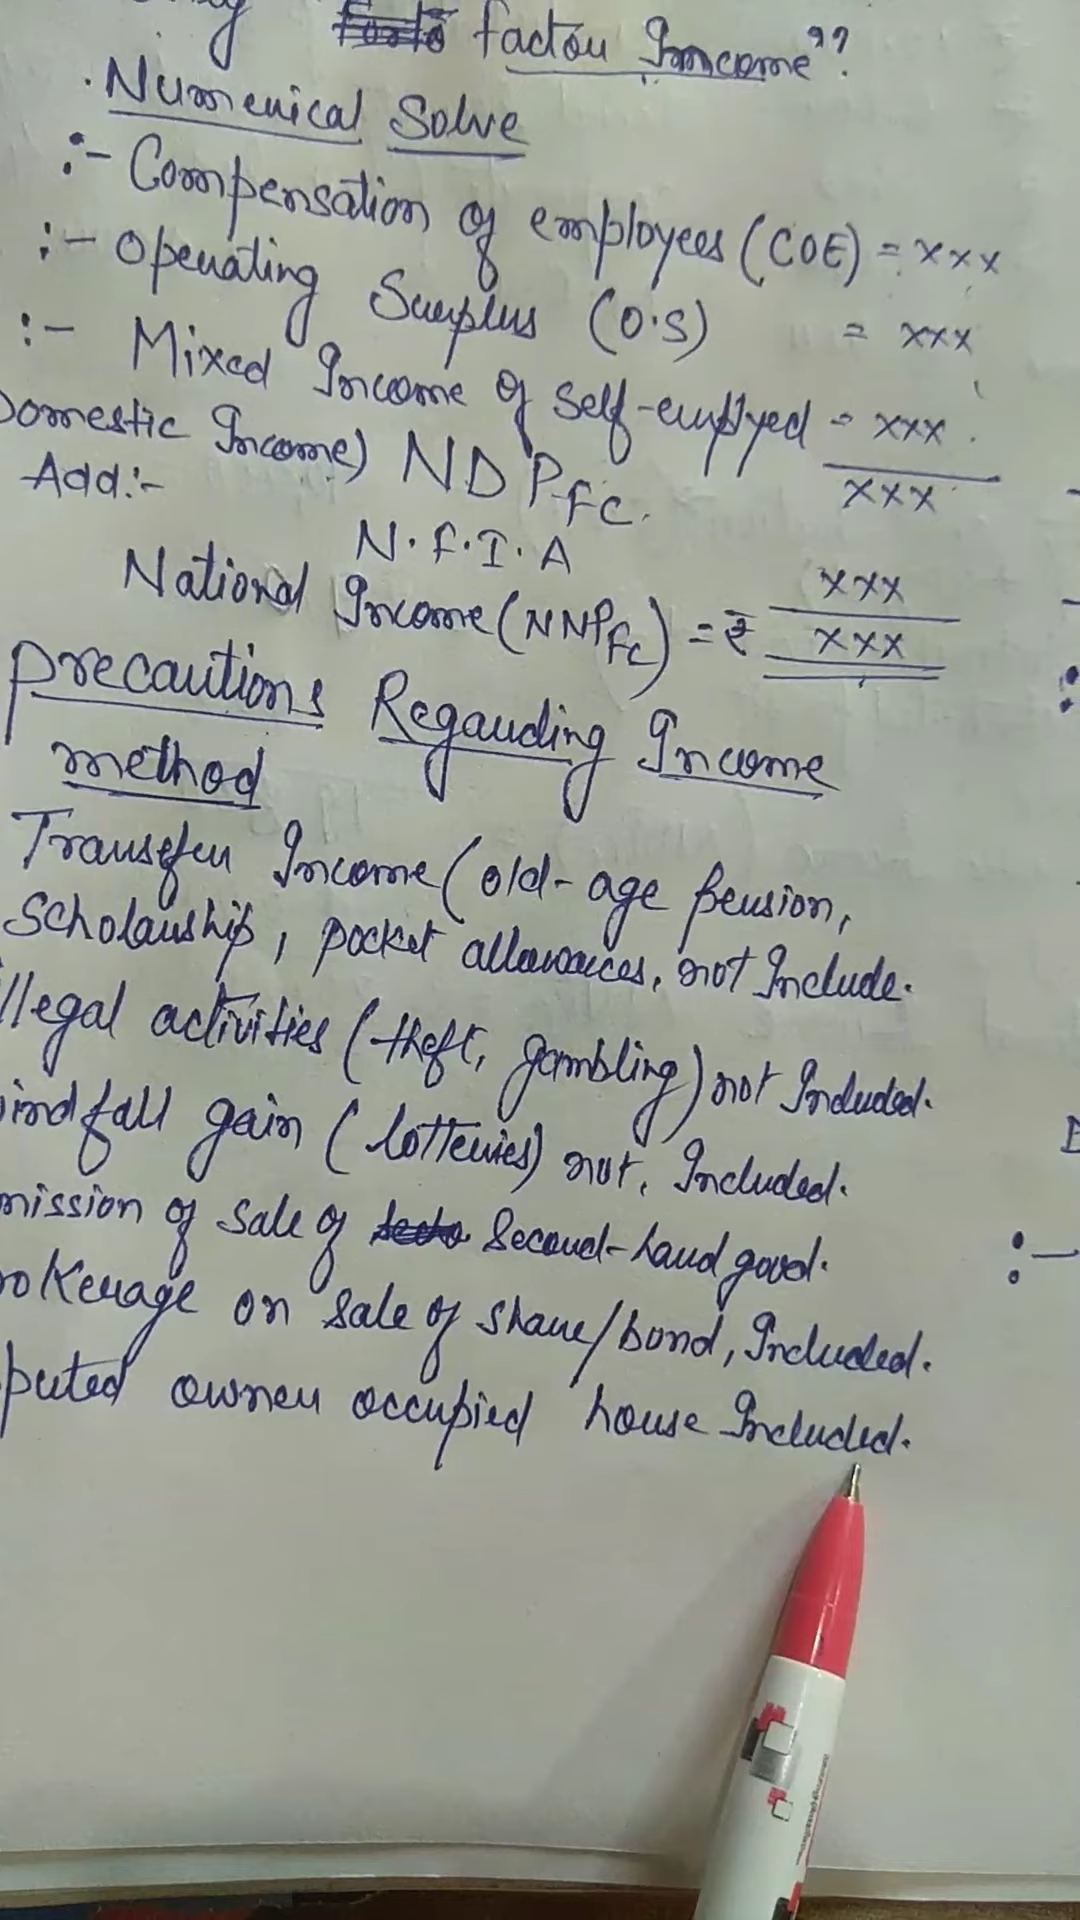 factor Income"?
Numerical Solve
:- Compensation of employees (COE) = xxx
:- Operating Surplus (O.S) = xxx
:- Mixed Income of Self-emplyed = xxx
Domestic Income) NDPFC. xxx
Add:-
N.F.I.A xxx
National Income (NNPFC) = ₹ xxx
Precautions Regarding Income
method
Transfer Income (old-age pension,
Scholarship, pocket allowances, not Include.
llegal activities (theft, gambling) not Included.
indfall gain (lotteries) not, Included.
mission of sale of Second-hand good.
rokerage on sale of share/bond, Included.
puted owner occupied house Included.
:-